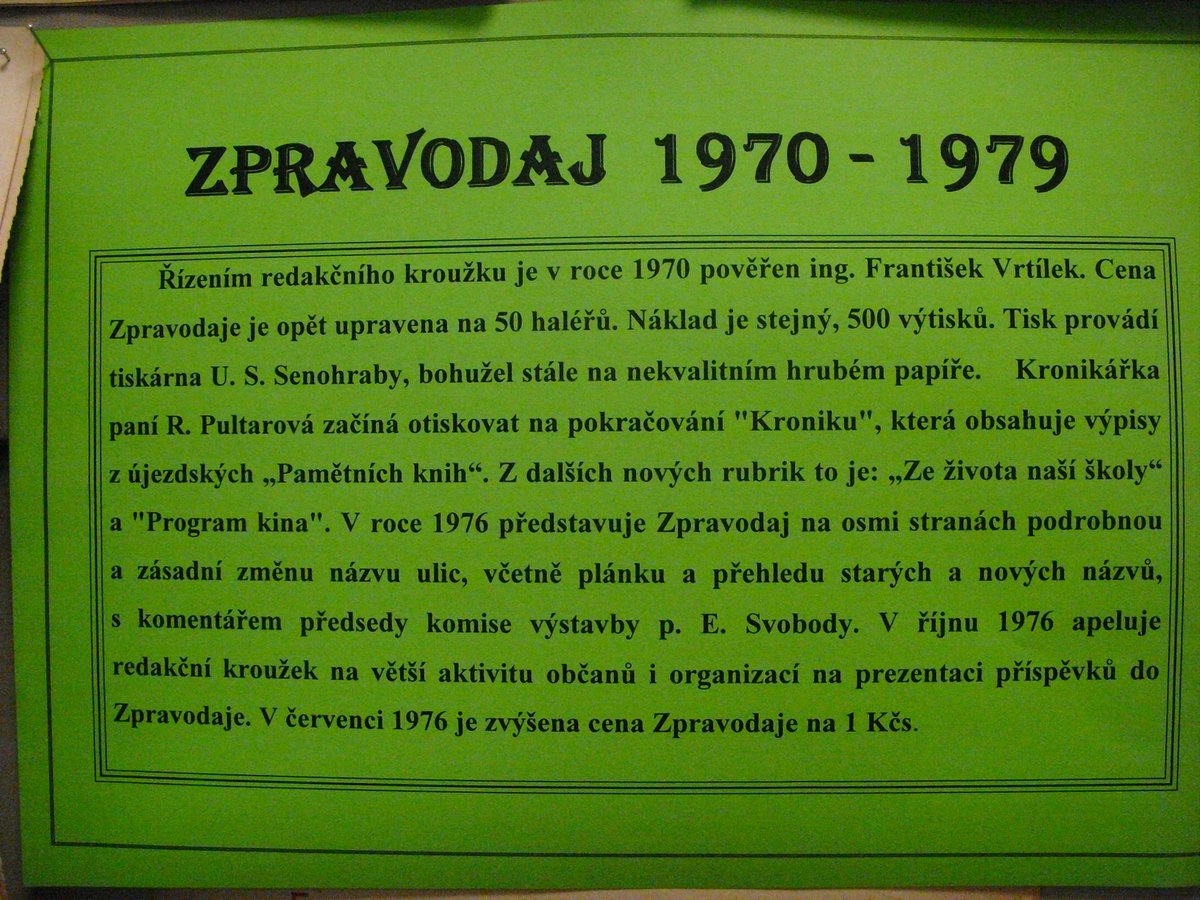 ZPRAVODAJ 1970 - 1979
Řízením redakčního kroužku je v roce 1970 pověřen ing. František Vrtílek. Cena
Zpravodaje je opět upravena na 50 haléřů. Náklad je stejný, 500 výtisků. Tisk provádí
tiskárna U. S. Senohraby, bohužel stále na nekvalitním hrubém papíře. Kronikářka
paní R. Pultarová začíná otiskovat na pokračování "Kroniku", která obsahuje výpisy
z újezdských „Pamětních knih“. Z dalších nových rubrik to je: „Ze života naší školy“
a "Program kina". V roce 1976 představuje Zpravodaj na osmi stranách podrobnou
a zásadní změnu názvu ulic, včetně plánku a přehledu starých a nových názvů,
s komentářem předsedy komise výstavby p. E. Svobody. V říjnu 1976 apeluje
redakční kroužek na větší aktivitu občanů i organizací na prezentaci příspěvků do
Zpravodaje. V červenci 1976 je zvýšena cena Zpravodaje na 1 Kčs.